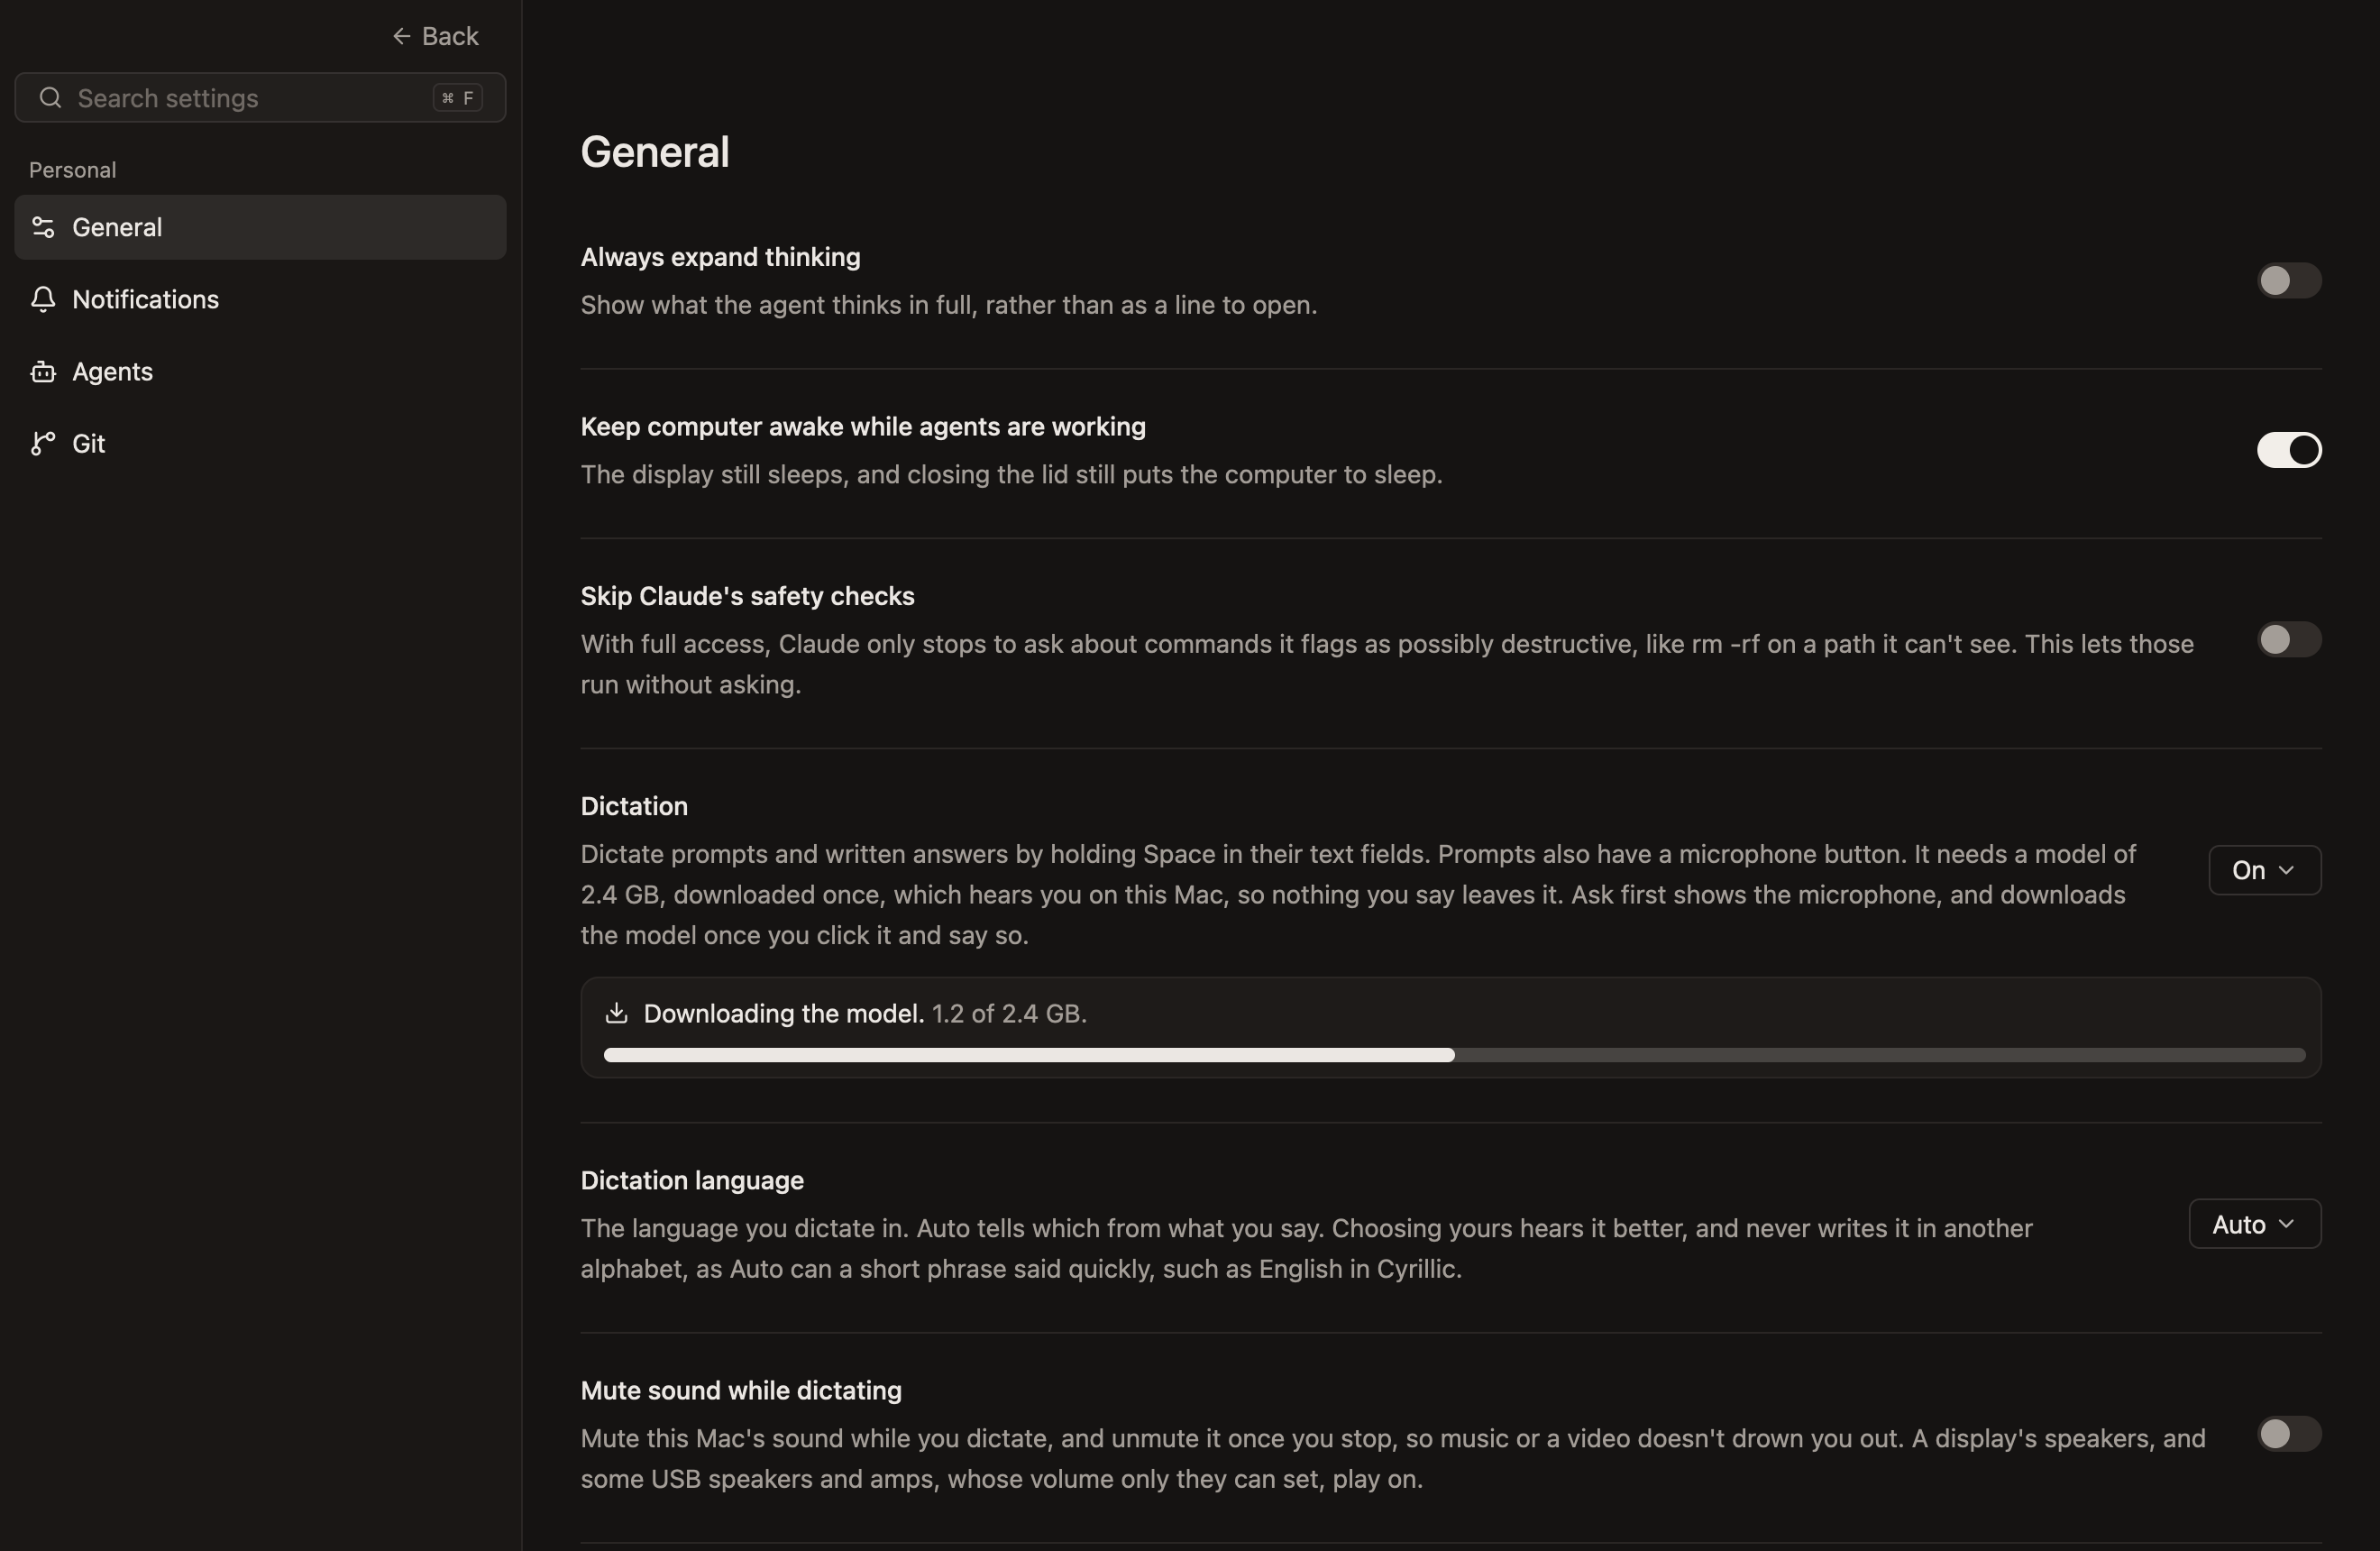 Back
Search settings
⌘ F
Personal
General
Notifications
Agents
Git
General
Always expand thinking
Show what the agent thinks in full, rather than as a line to open.
Keep computer awake while agents are working
The display still sleeps, and closing the lid still puts the computer to sleep.
Skip Claude's safety checks
With full access, Claude only stops to ask about commands it flags as possibly destructive, like rm -rf on a path it can't see. This lets those
run without asking.
Dictation
Dictate prompts and written answers by holding Space in their text fields. Prompts also have a microphone button. It needs a model of
2.4 GB, downloaded once, which hears you on this Mac, so nothing you say leaves it. Ask first shows the microphone, and downloads
the model once you click it and say so.
On
Downloading the model. 1.2 of 2.4 GB.
Dictation language
The language you dictate in. Auto tells which from what you say. Choosing yours hears it better, and never writes it in another
alphabet, as Auto can a short phrase said quickly, such as English in Cyrillic.
Auto
Mute sound while dictating
Mute this Mac's sound while you dictate, and unmute it once you stop, so music or a video doesn't drown you out. A display's speakers, and
some USB speakers and amps, whose volume only they can set, play on.